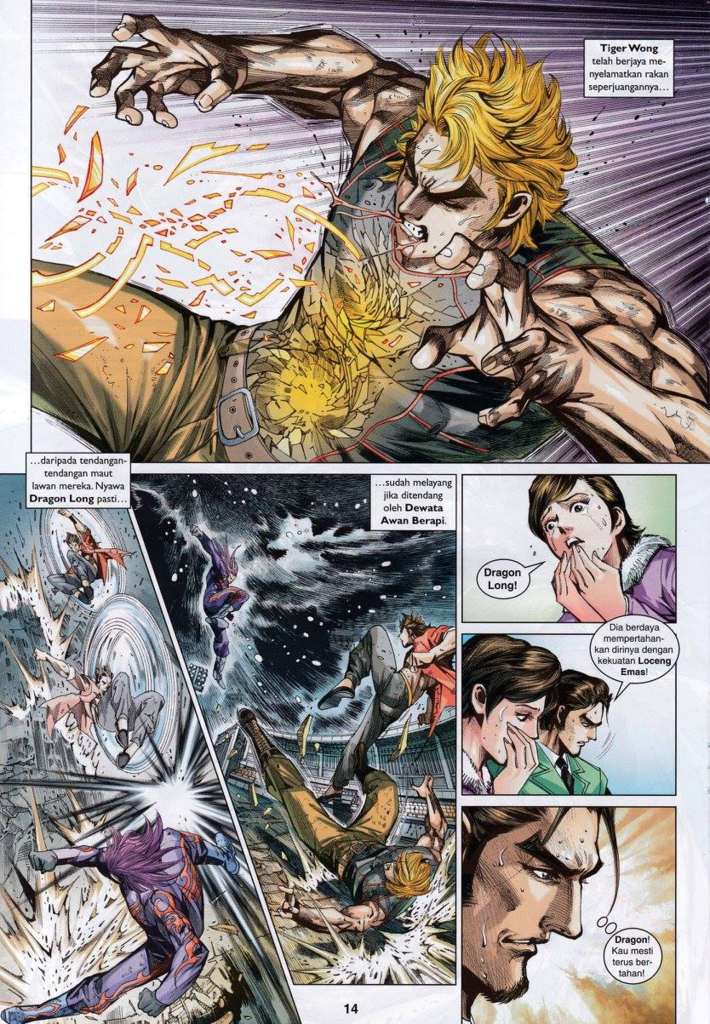 Tiger Wong
telah berjaya me-
nyelamatkan rakan
seperjuangannya...
...daripada tendangan-
tendangan maut
lawan mereka. Nyawa
Dragon Long pasti...
...sudah melayang
jika ditendang
oleh Dewata
Awan Berapi.
Dragon
Long!
Dia berdaya
mempertahan-
kan dirinya dengan
kekuatan Loceng
Emas!
Dragon!
Kau mesti
terus ber-
tahan!
14